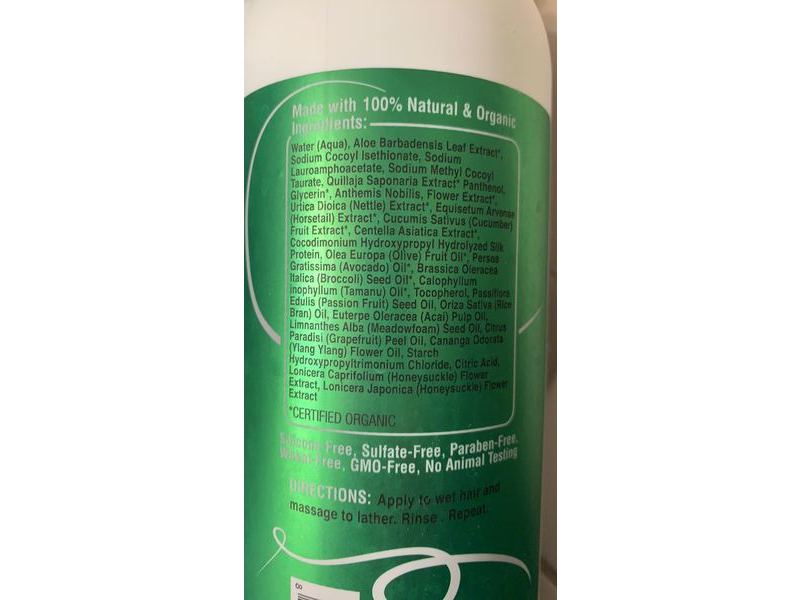 Made with 100% Natural & Organic
Ingredients:
Water (Aqua), Aloe Barbadensis Leaf Extract*,
Sodium Cocoyl Isethionate, Sodium
Lauroamphoacetate, Sodium Methyl Cocoyl
Taurate, Quillaja Saponaria Extract* Panthenol,
Glycerin*, Anthemis Nobilis, Flower Extract*,
Urtica Dioica (Nettle) Extract*, Equisetum Arvense
(Horsetail) Extract*, Cucumis Sativus (Cucumber)
Fruit Extract*, Centella Asiatica Extract*,
Cocodimonium Hydroxypropyl Hydrolyzed Silk
Protein, Olea Europa (Olive) Fruit Oil*, Persea
Gratissima (Avocado) Oil*, Brassica Oleracea
Italica (Broccoli) Seed Oil*, Calophyllum
Inophyllum (Tamanu) Oil*, Tocopherol, Passiflora
Edulis (Passion Fruit) Seed Oil, Oriza Sativa (Rice
Bran) Oil, Euterpe Oleracea (Acai) Pulp Oil,
Limnanthes Alba (Meadowfoam) Seed Oil, Citrus
Paradisi (Grapefruit) Peel Oil, Cananga Odorata
(Ylang Ylang) Flower Oil, Starch
Hydroxypropyltrimonium Chloride, Citric Acid,
Lonicera Caprifolium (Honeysuckle) Flower
Extract, Lonicera Japonica (Honeysuckle) Flower
Extract
*CERTIFIED ORGANIC
Silicone Free, Sulfate-Free, Paraben-Free,
Free, GMO-Free, No Animal Testing
DIRECTIONS: Apply to wet hair and
massage to lather. Rinse . Repeat.